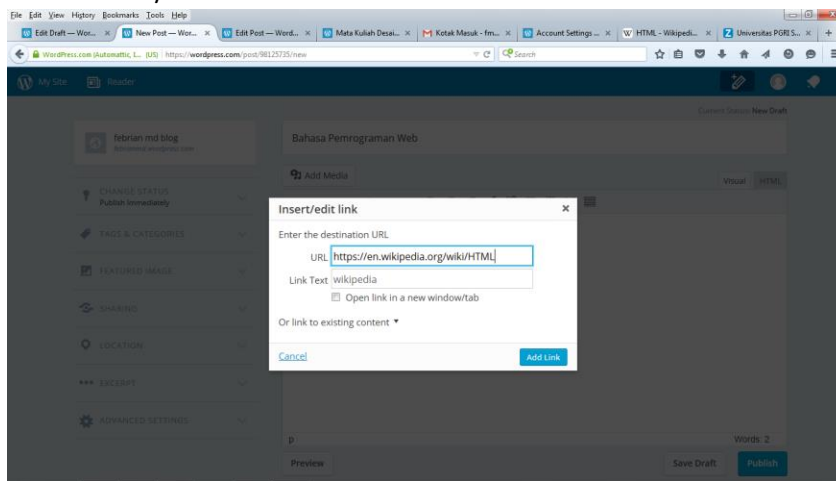 File Edit View History Bookmarks Tools Help
Edit Draft — Wor... × New Post — Wor... × Edit Post — Word... × Mata Kuliah Desai... × Kotak Masuk - fm... × Account Settings ... × HTML - Wikipedi... × Universitas PGRI S... × +
WordPress.com (Automattic, I... (US) https://wordpress.com/post/98125735/new Search
My Site Reader
Current Status: New Draft
febrian md blog
Bahasa Pemrograman Web
Add Media
Visual HTML
CHANGE STATUS
Publish Immediately
Insert/edit link ×
Enter the destination URL
URL https://en.wikipedia.org/wiki/HTML
Link Text wikipedia
Open link in a new window/tab
Or link to existing content ▼
Cancel Add Link
TAGS & CATEGORIES
FEATURED IMAGE
SHARING
LOCATION
EXCERPT
ADVANCED SETTINGS
p Words: 2
Preview Save Draft Publish